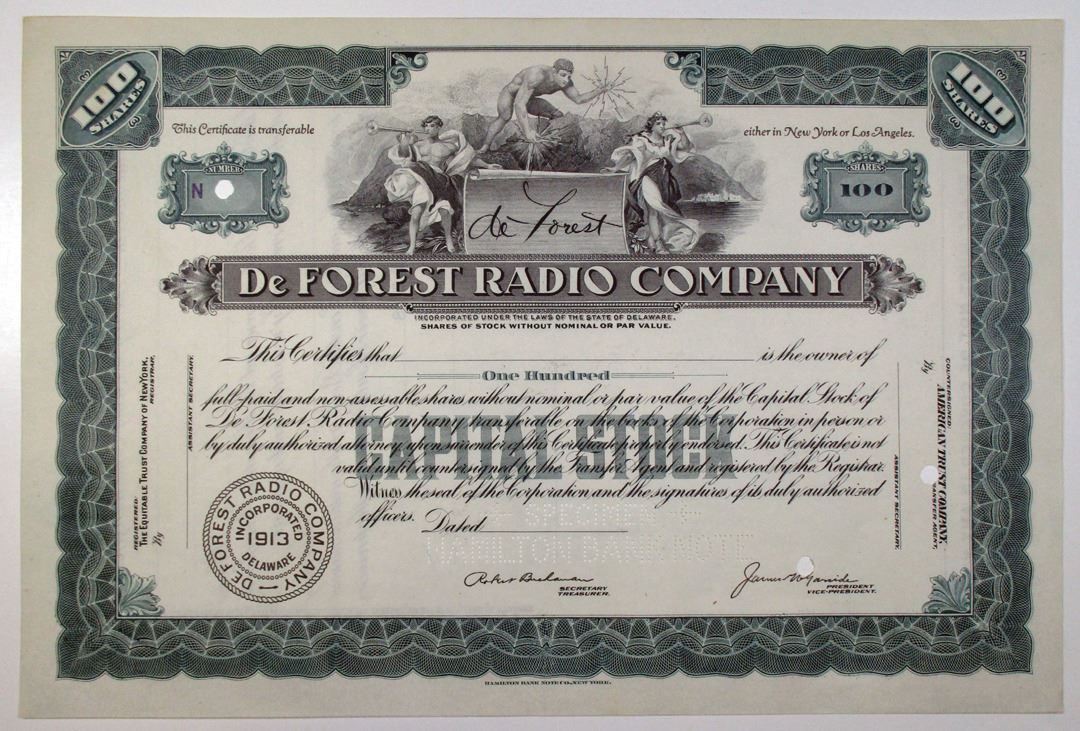 100 SHARES
100 SHARES
This Certificate is transferable
either in New York or Los Angeles.
NUMBER
N
SHARES
100
de Forest
De FOREST RADIO COMPANY
INCORPORATED UNDER THE LAWS OF THE STATE OF DELAWARE.
SHARES OF STOCK WITHOUT NOMINAL OR PAR VALUE.
This Certifies that is the owner of
One Hundred
full paid and non-assessable shares without nominal or par value of the Capital Stock of
De Forest Radio Company transferable on the books of the Corporation in person or
by duly authorized attorney upon surrender of this Certificate properly endorsed. This Certificate is not
valid until countersigned by the Transfer Agent and registered by the Registrar.
Witness the seal of the Corporation and the signatures of its duly authorized
officers. Dated
CAPITAL STOCK
SPECIMEN
HAMILTON BANK NOTE
REGISTERED:
THE EQUITABLE TRUST COMPANY OF NEW YORK,
REGISTRAR,
By
ASSISTANT SECRETARY.
COUNTERSIGNED:
AMERICAN TRUST COMPANY,
TRANSFER AGENT,
By
ASSISTANT SECRETARY.
DE FOREST RADIO COMPANY
INCORPORATED
1913
DELAWARE
Robert Buchanan
SECRETARY
TREASURER.
James W. Garside
PRESIDENT
VICE-PRESIDENT.
HAMILTON BANK NOTE CO., NEW YORK.